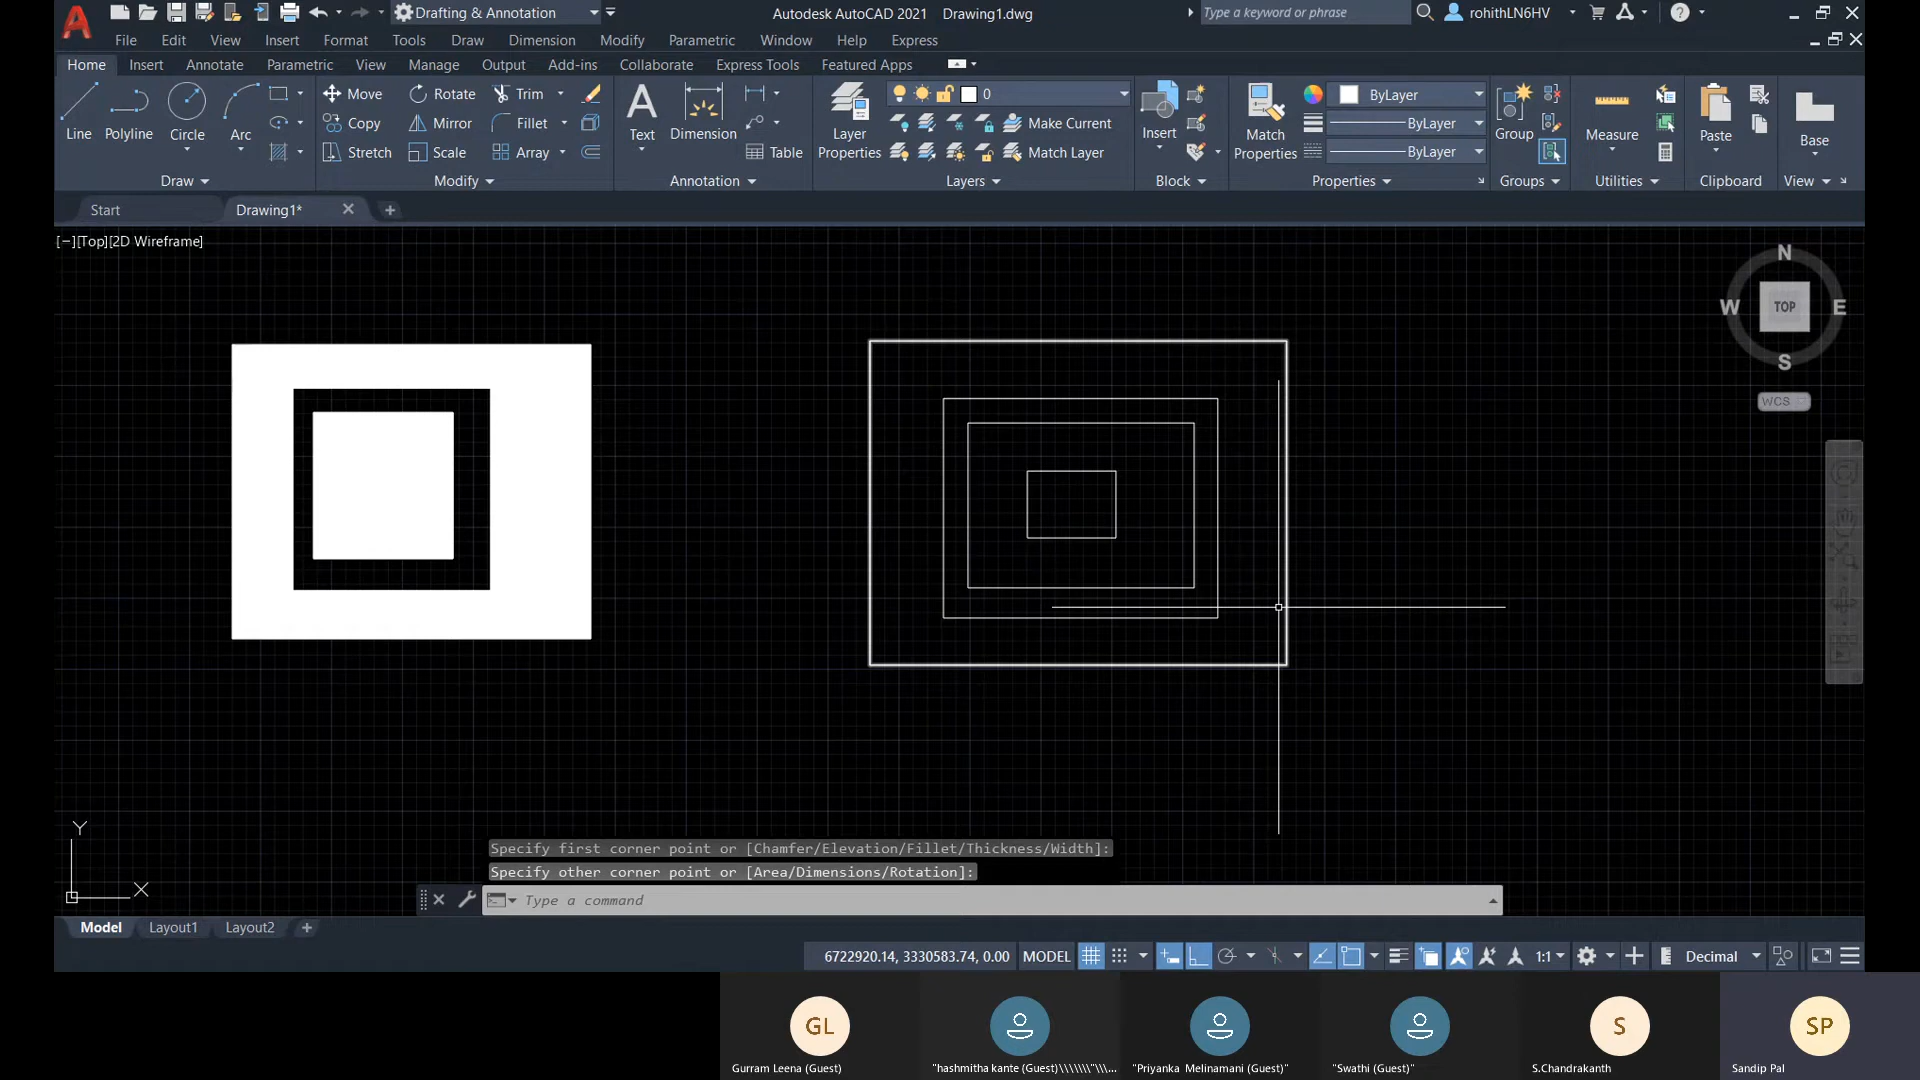 Drafting & Annotation
Autodesk AutoCAD 2021 Drawing1.dwg
Type a keyword or phrase
rohithLN6HV
File Edit View Insert Format Tools Draw Dimension Modify Parametric Window Help Express
Home Insert Annotate Parametric View Manage Output Add-ins Collaborate Express Tools Featured Apps
Line
Polyline
Circle
Arc
Draw
Move Rotate Trim
Copy Mirror Fillet
Stretch Scale Array
Modify
Text
Dimension
Table
Annotation
Layer
Properties
0
Make Current
Match Layer
Layers
Insert
Block
Match
Properties
ByLayer
ByLayer
ByLayer
Properties
Group
Groups
Measure
Utilities
Paste
Clipboard
Base
View
Start
Drawing1*
[−][Top][2D Wireframe]
N
W TOP E
S
WCS
Y
X
Specify first corner point or [Chamfer/Elevation/Fillet/Thickness/Width]:
Specify other corner point or [Area/Dimensions/Rotation]:
Type a command
Model Layout1 Layout2 +
6722920.14, 3330583.74, 0.00 MODEL 1:1 Decimal
GL
S
SP
Gurram Leena (Guest)
"hashmitha kante (Guest)\\\\\\\"\\\...
"Priyanka Melinamani (Guest)"
"Swathi (Guest)"
S.Chandrakanth
Sandip Pal